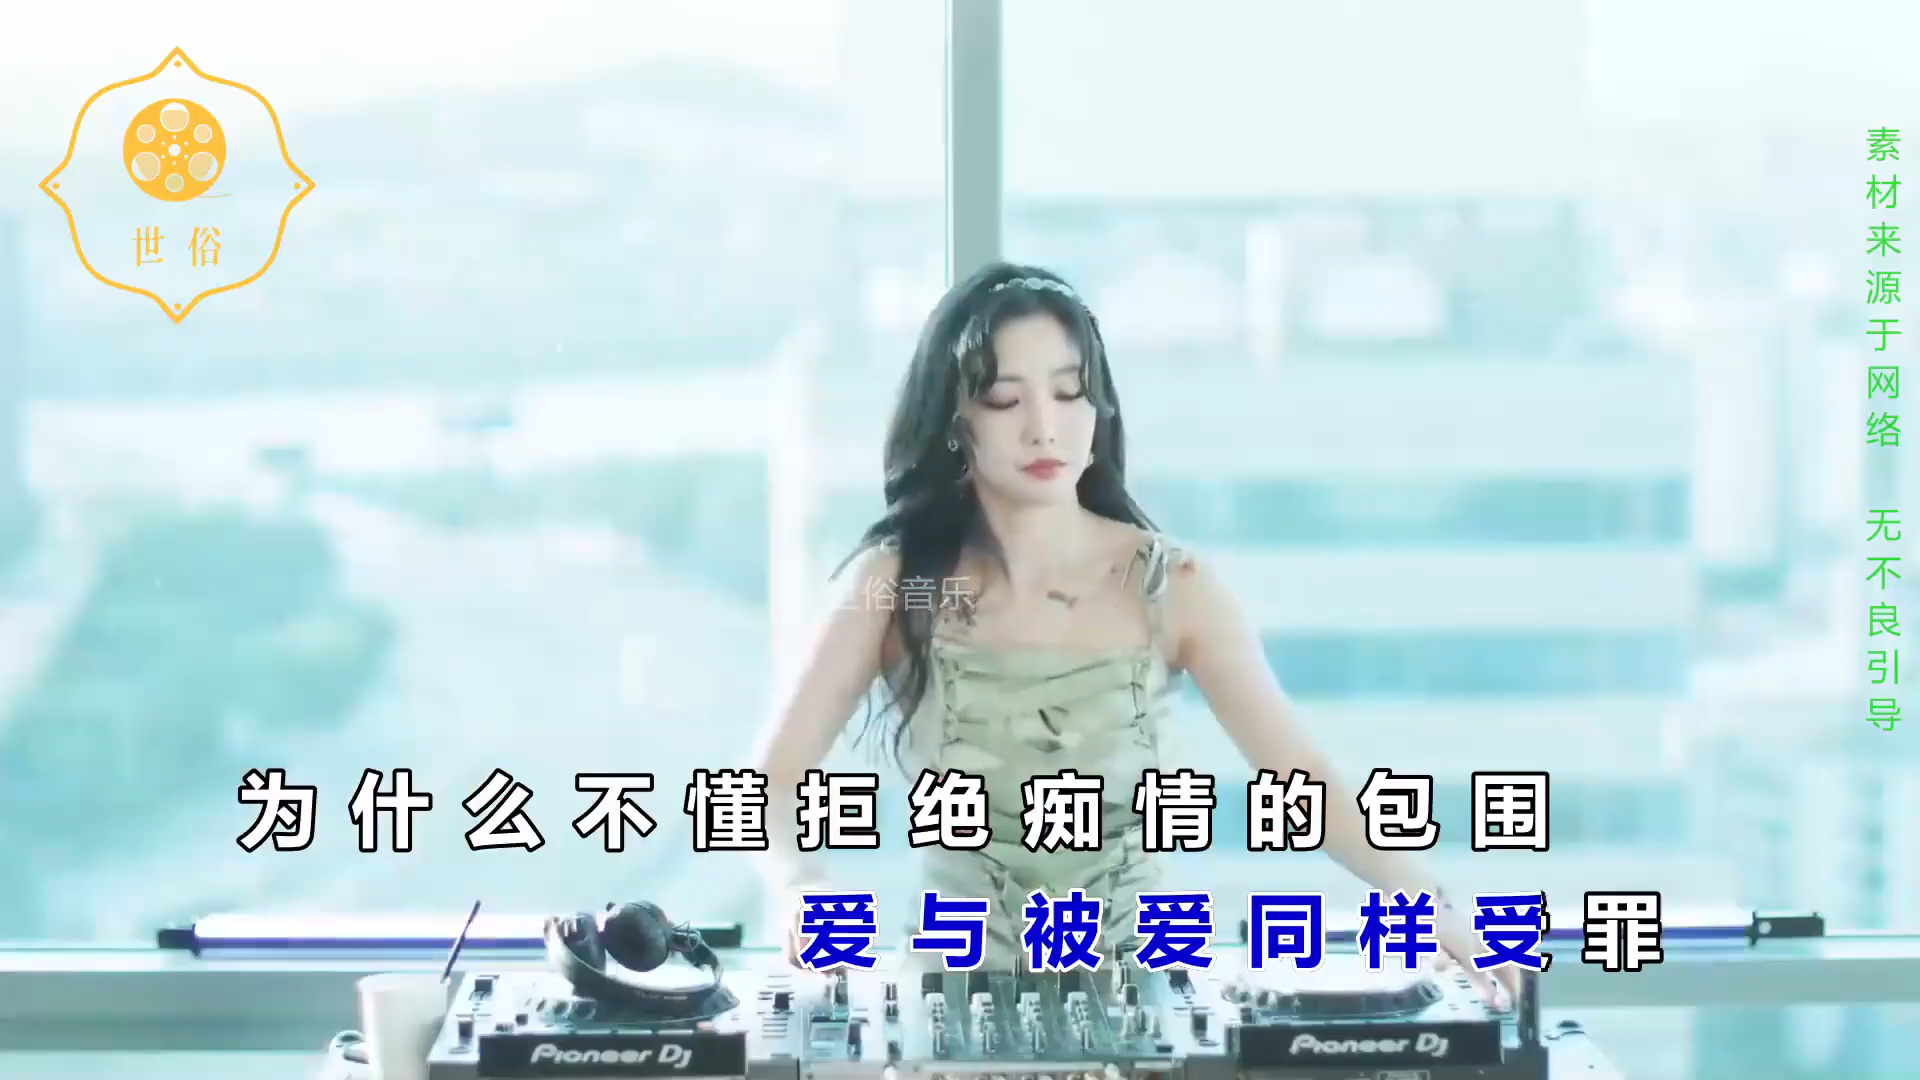 世俗
素材来源于网络 无不良引导
世俗音乐
为什么不懂拒绝痴情的包围
爱与被爱同样受罪
Pioneer DJ
Pioneer DJ